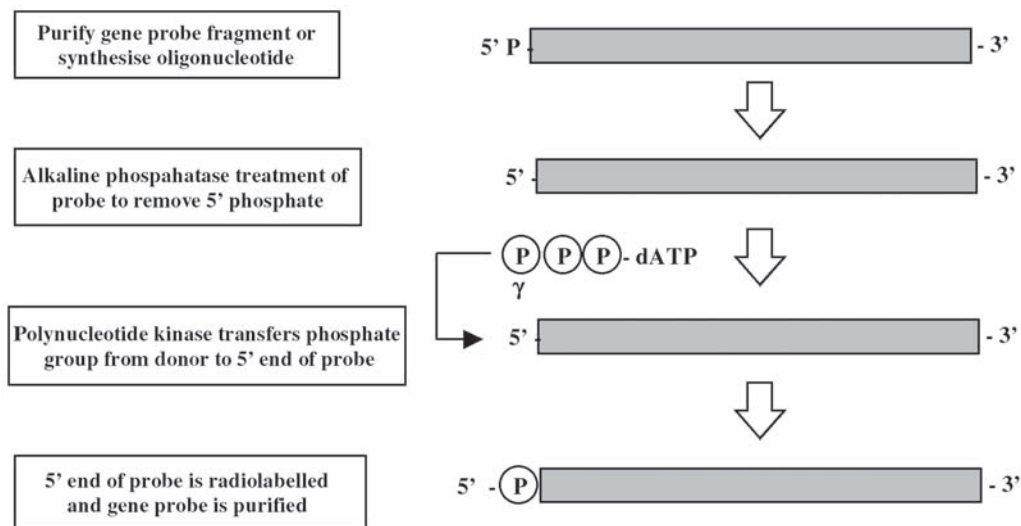 Purify gene probe fragment or
synthesise oligonucleotide
5’ P - - 3’
Alkaline phospahatase treatment of
probe to remove 5’ phosphate
5’ - - 3’
P P P - dATP
γ
Polynucleotide kinase transfers phosphate
group from donor to 5’ end of probe
5’ - - 3’
5’ end of probe is radiolabelled
and gene probe is purified
5’ - P - 3’